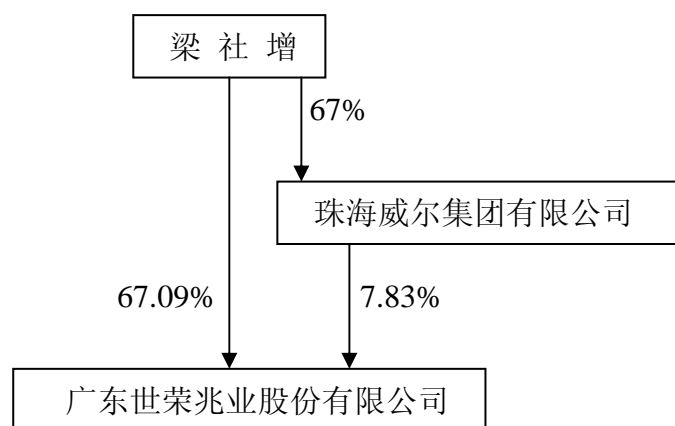 梁 社 增
67%
珠海威尔集团有限公司
67.09%
7.83%
广东世荣兆业股份有限公司